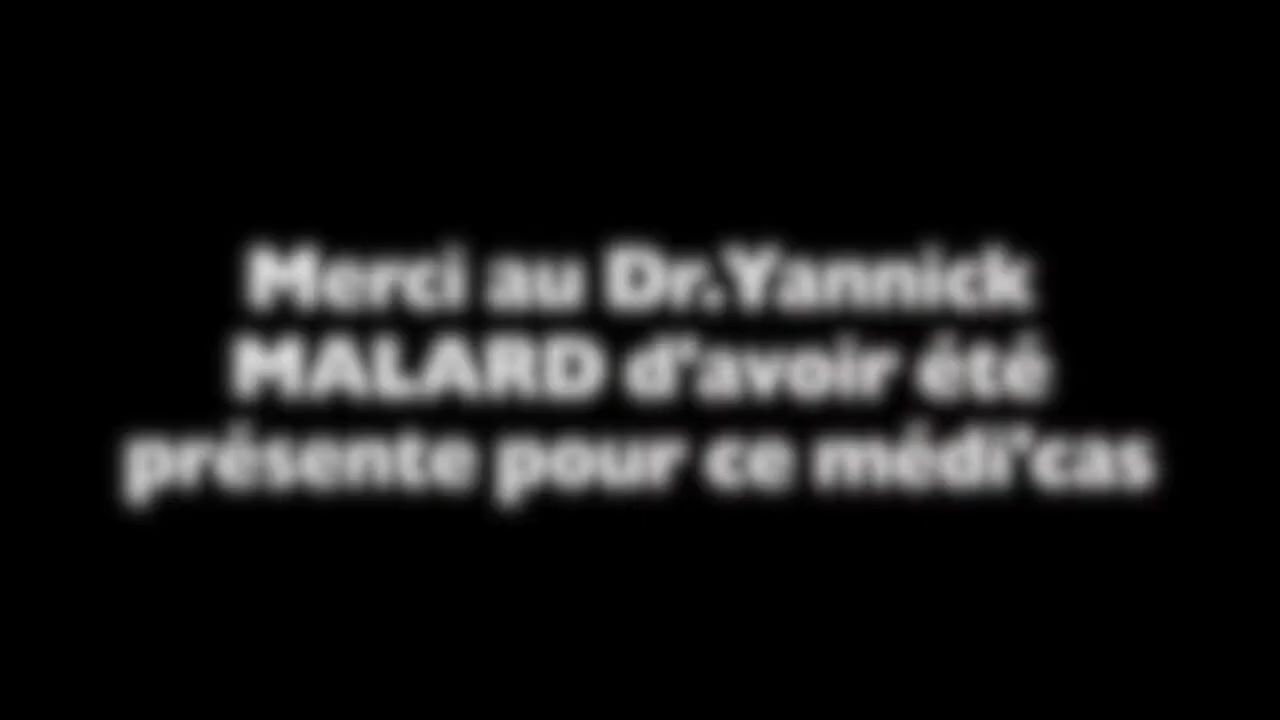 Merci au Dr.Yannick
MALARD d'avoir été
présente pour ce médi'cas